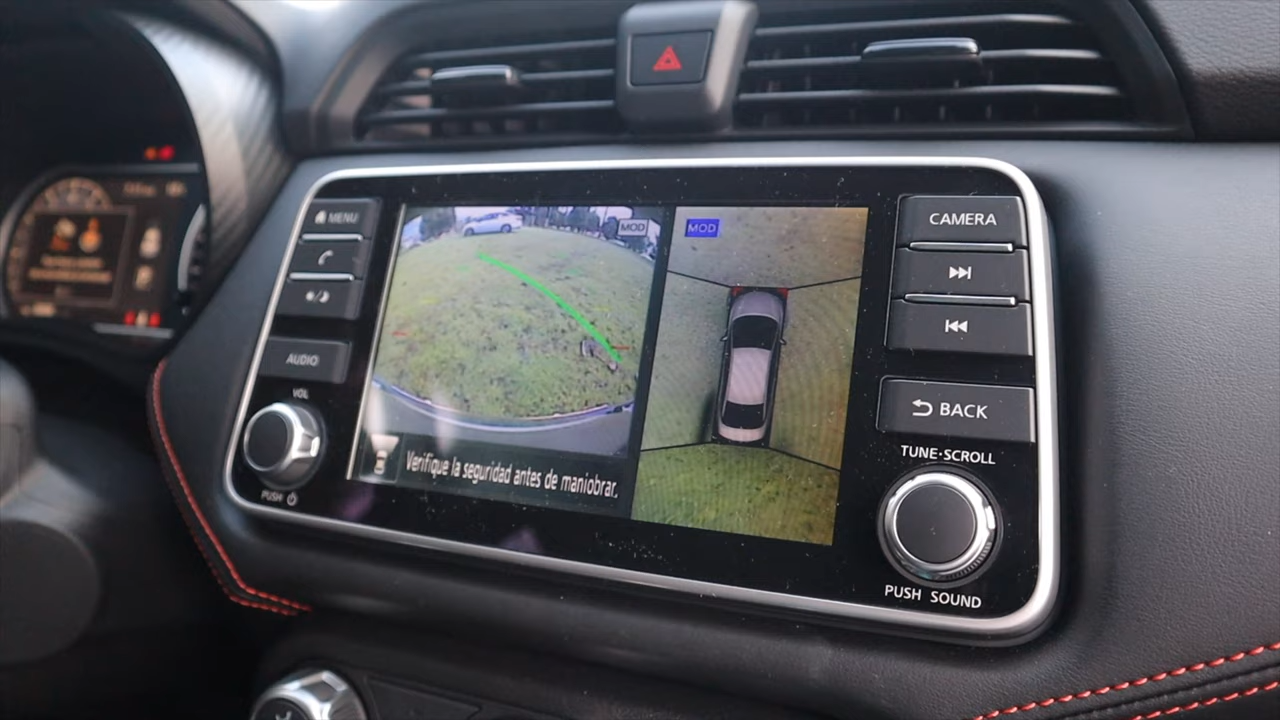 MENU
AUDIO
VOL
PUSH
MOD
MOD
Verifique la seguridad antes de maniobrar.
CAMERA
BACK
TUNE·SCROLL
PUSH SOUND